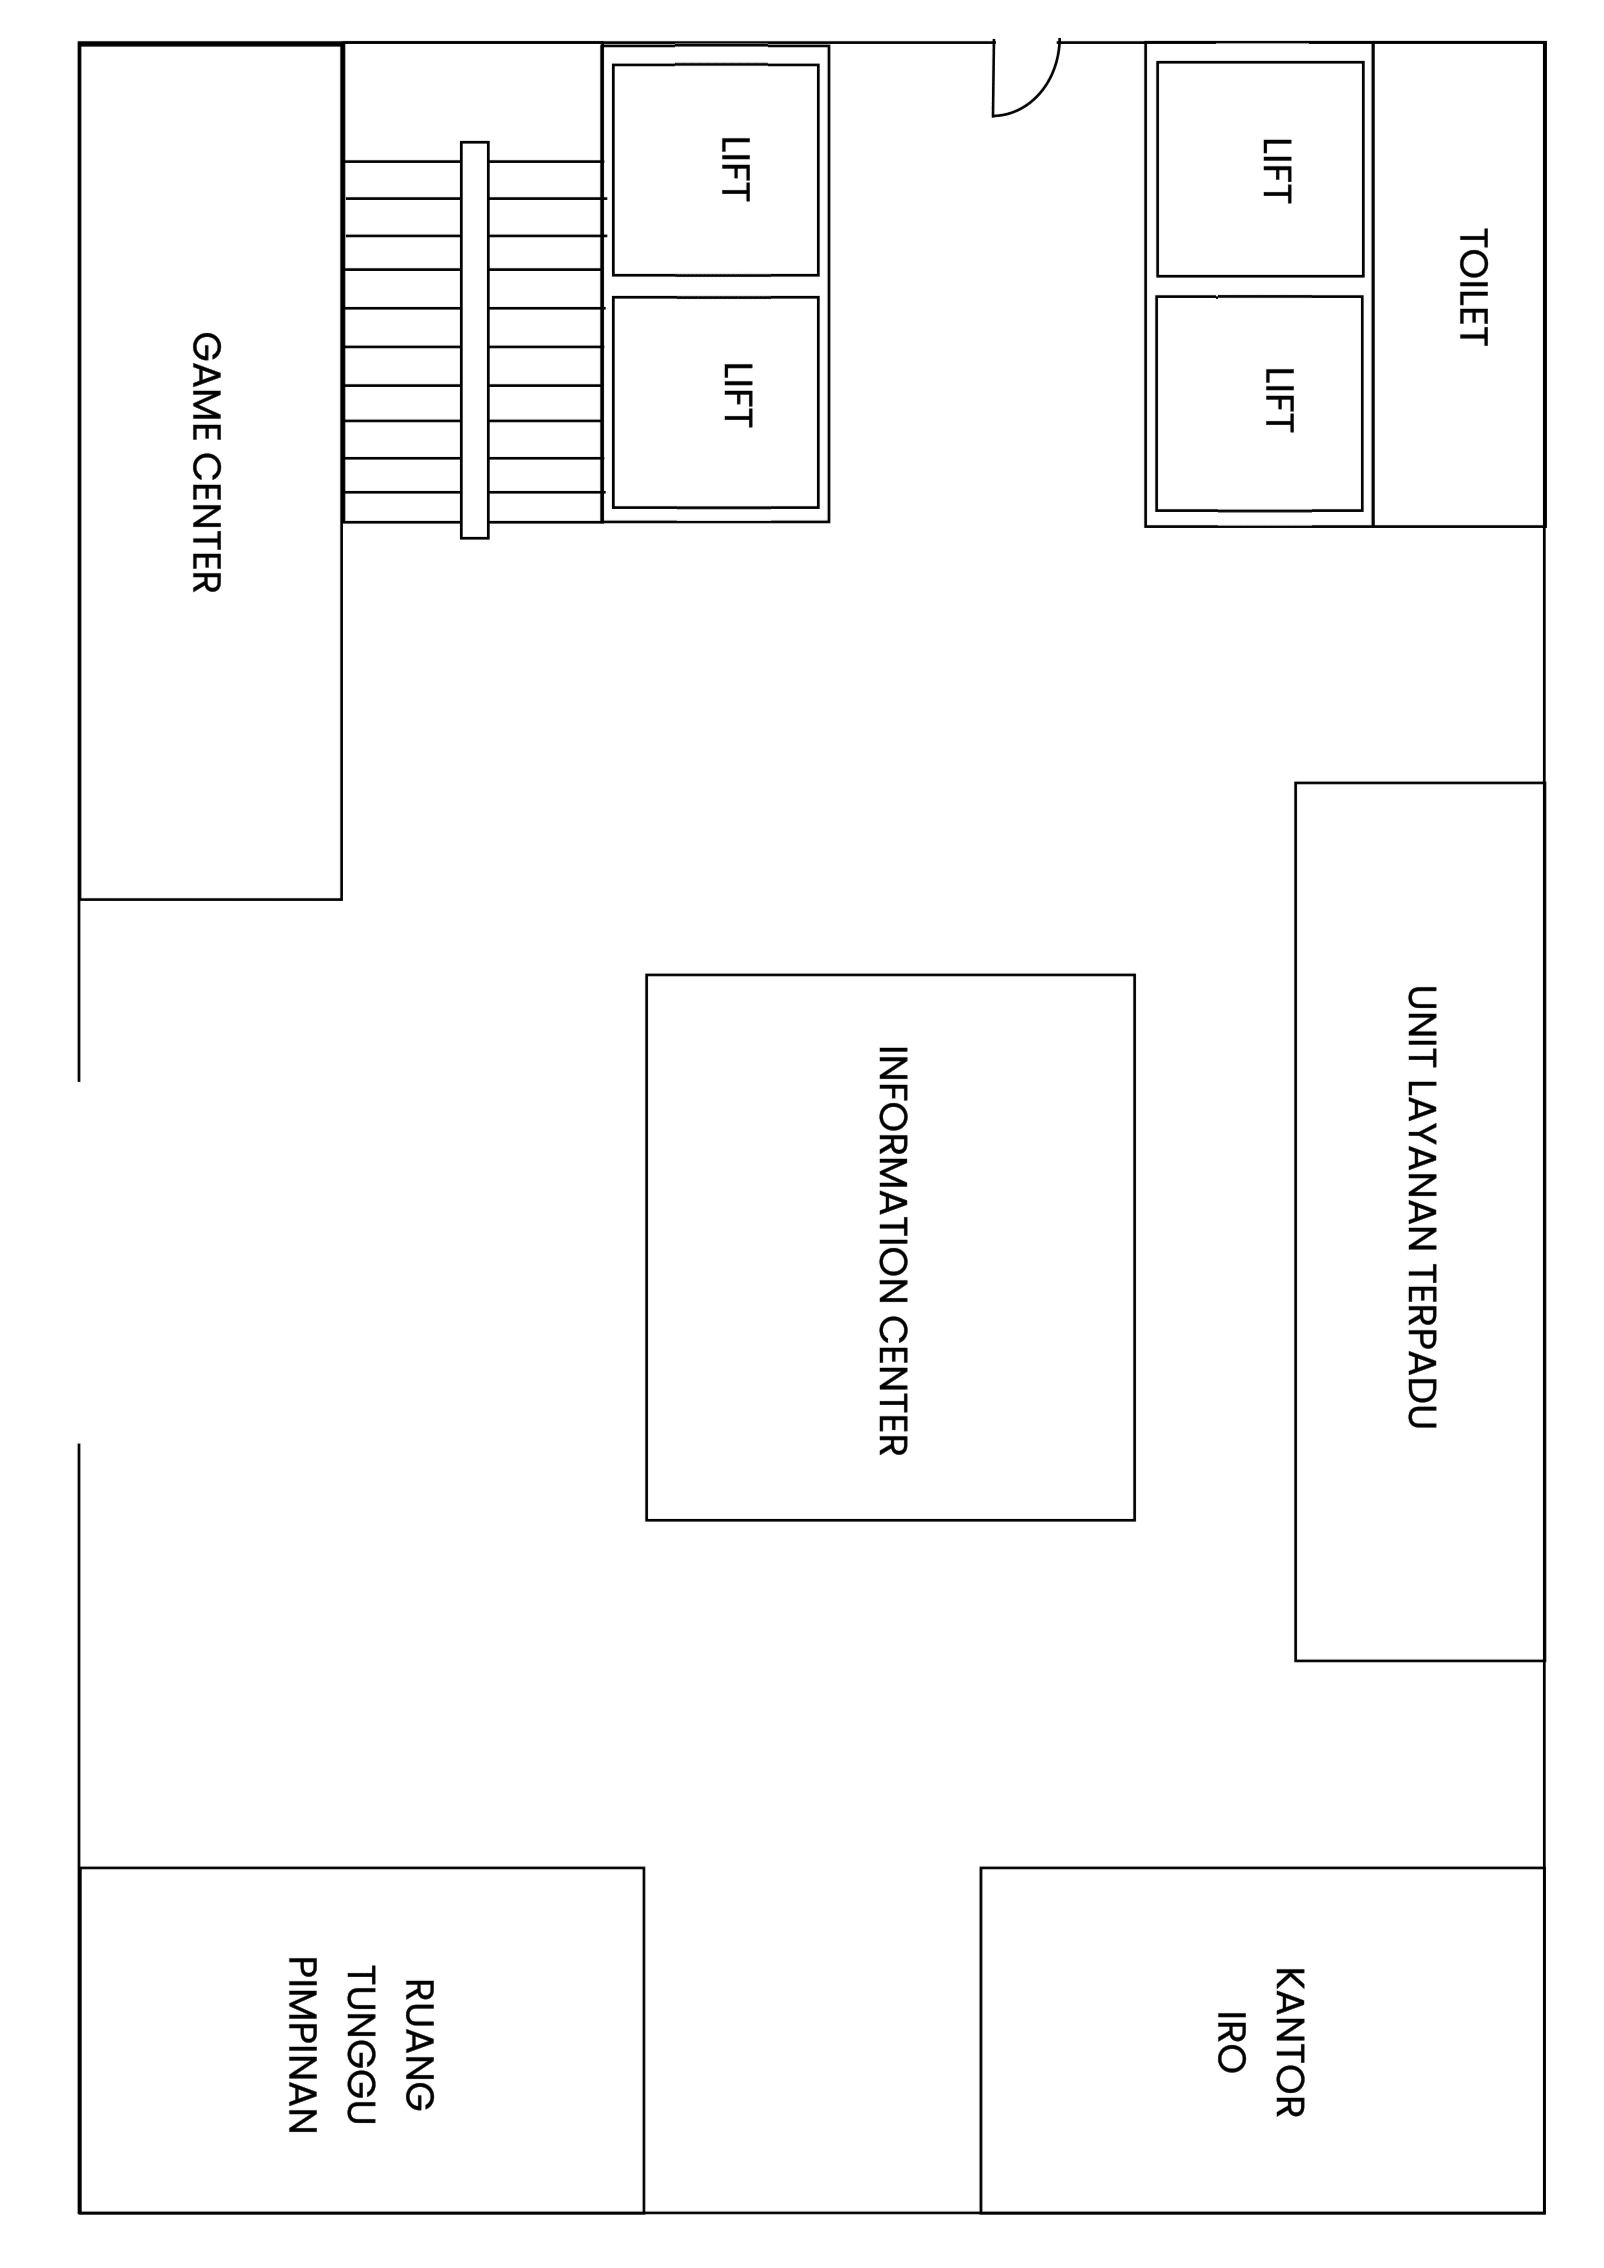 TOILET
LIFT
LIFT
LIFT
LIFT
GAME CENTER
UNIT LAYANAN TERPADU
INFORMATION CENTER
KANTOR
IRO
RUANG
TUNGGU
PIMPINAN